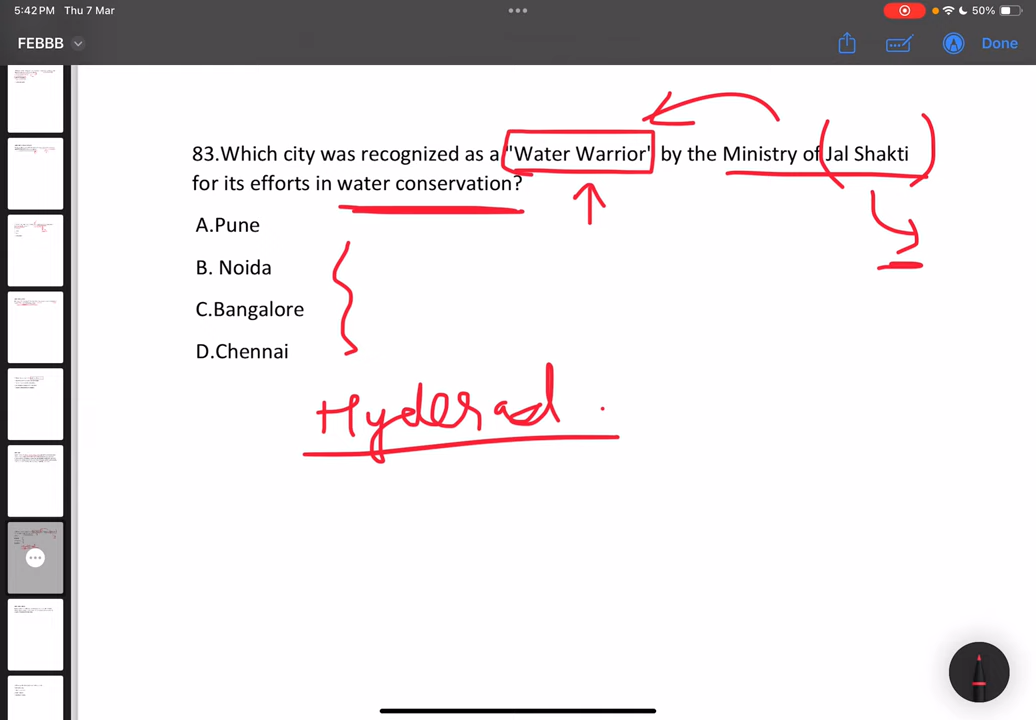 5:42 PM Thu 7 Mar 50%
FEBBB Done
83.Which city was recognized as a "Water Warrior" by the Ministry of Jal Shakti
for its efforts in water conservation?
A.Pune
B. Noida
C.Bangalore
D.Chennai
Hyderad